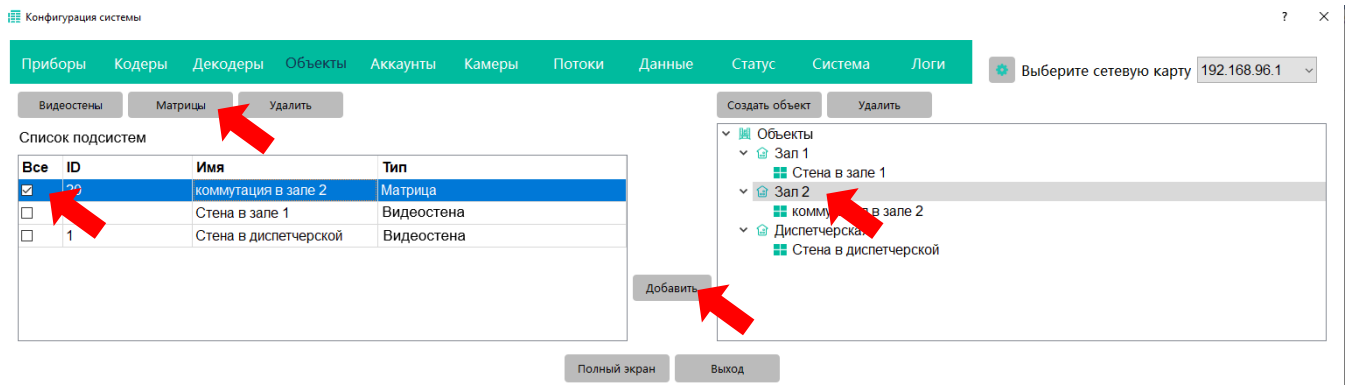 Конфигурация системы ? ×
Приборы Кодеры Декодеры Объекты Аккаунты Камеры Потоки Данные Статус Система Логи Выберите сетевую карту 192.168.96.1
Видеостены Матрицы Удалить Создать объект Удалить
Список подсистем
Все ID Имя Тип
коммутация в зале 2 Матрица
Стена в зале 1 Видеостена
1 Стена в диспетчерской Видеостена
Добавить
Объекты
Зал 1
Стена в зале 1
Зал 2
в зале 2
Стена в диспетчерской
Полный экран Выход